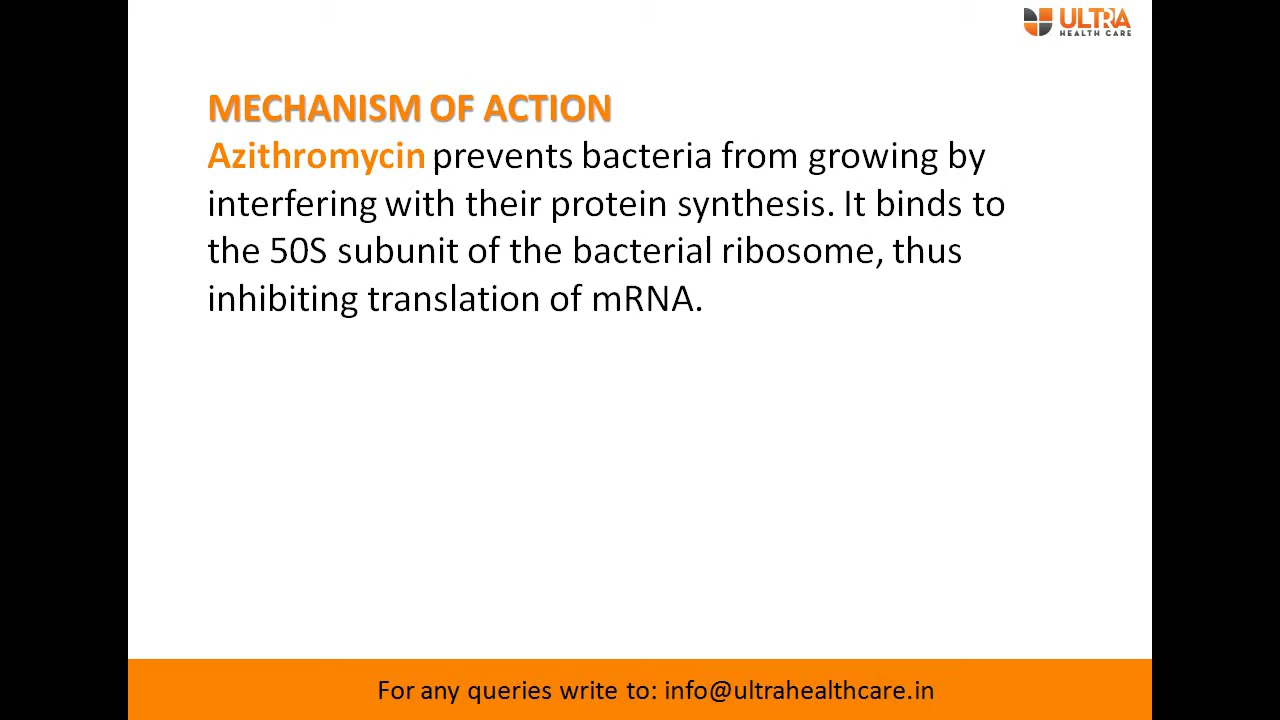 ULTRA
HEALTH CARE
MECHANISM OF ACTION
Azithromycin prevents bacteria from growing by
interfering with their protein synthesis. It binds to
the 50S subunit of the bacterial ribosome, thus
inhibiting translation of mRNA.
For any queries write to: info@ultrahealthcare.in